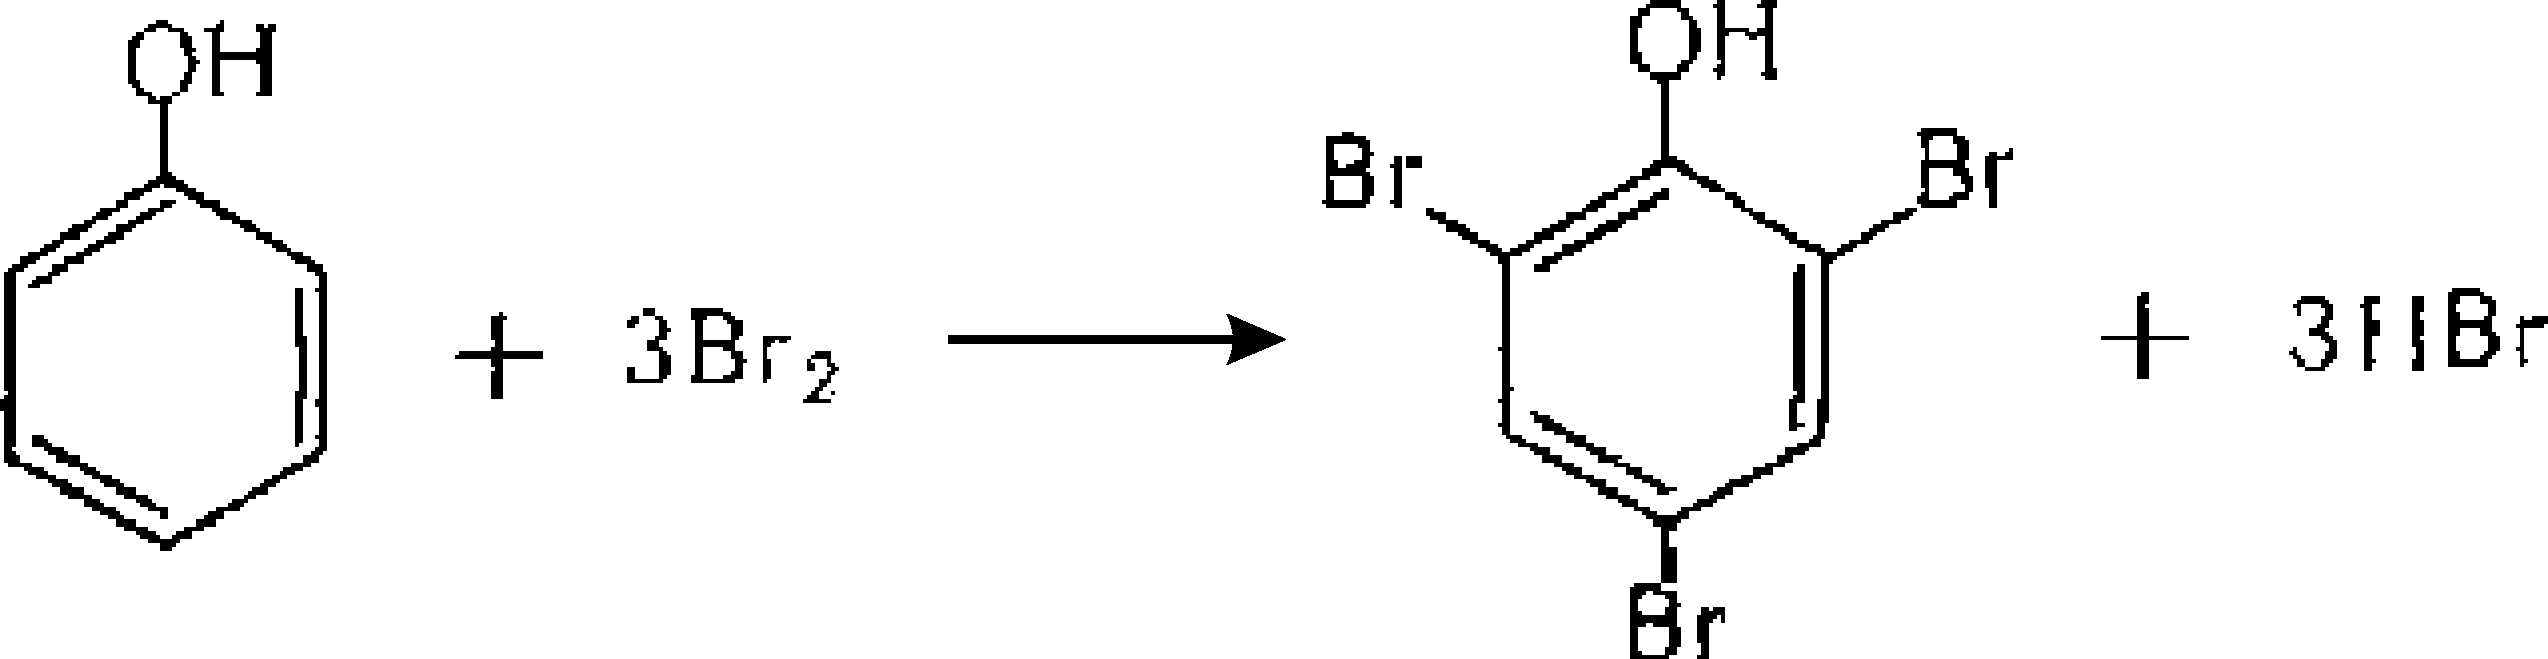 OH
OH
Br
Br
+ 3Br₂
+ 3HBr
Br